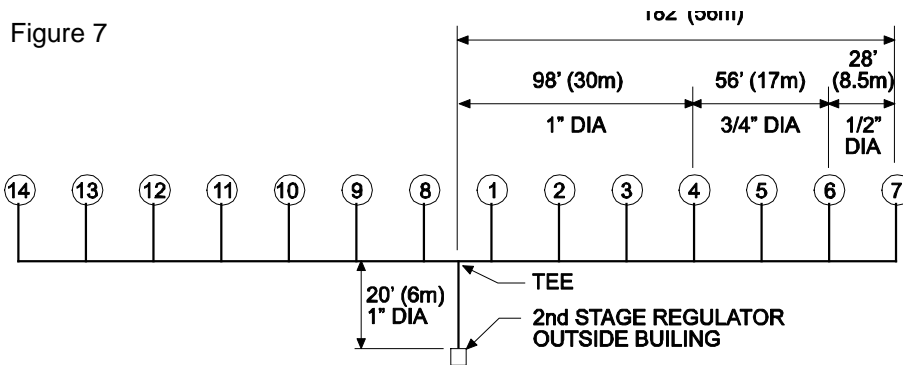 Figure 7
182' (56m)
98' (30m)
56' (17m)
28'
(8.5m)
1" DIA
3/4" DIA
1/2"
DIA
14 13 12 11 10 9 8 1 2 3 4 5 6 7
20' (6m)
1" DIA
TEE
2nd STAGE REGULATOR
OUTSIDE BUILING